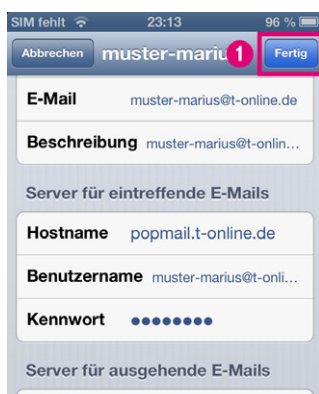 SIM fehlt 23:13 96 %
Abbrechen muster-mariu 1 Fertig
E-Mail muster-marius@t-online.de
Beschreibung muster-marius@t-onlin...
Server für eintreffende E-Mails
Hostname popmail.t-online.de
Benutzername muster-marius@t-onli...
Kennwort ●●●●●●●●
Server für ausgehende E-Mails